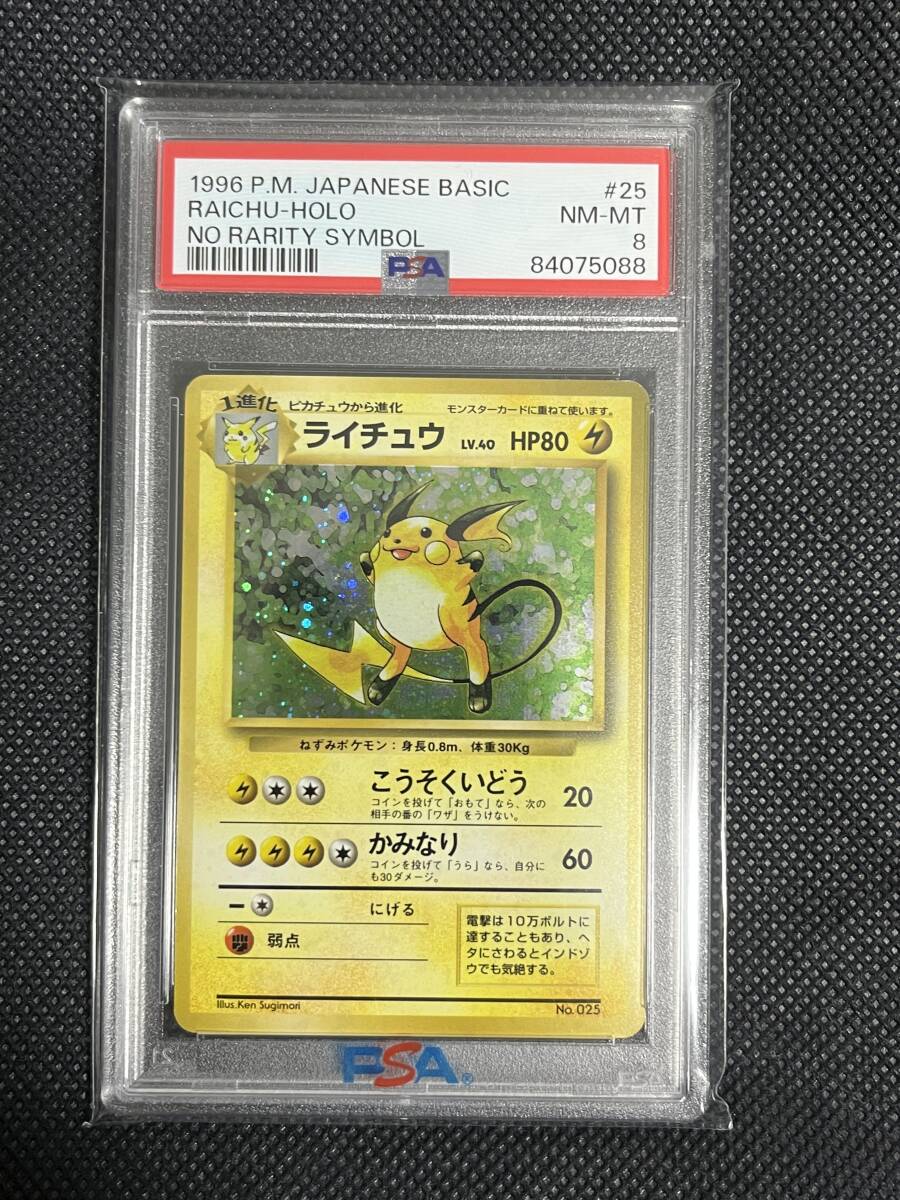 1996 P.M. JAPANESE BASIC #25
RAICHU-HOLO NM-MT
NO RARITY SYMBOL 8
PSA 84075088
1進化 ピカチュウから進化 モンスターカードに重ねて使います。
ライチュウ LV.40 HP80
ねずみポケモン：身長0.8m、体重30Kg
こうそくいどう 20
コインを投げて「おもて」なら、次の
相手の番の「ワザ」をうけない。
かみなり 60
コインを投げて「うら」なら、自分に
も30ダメージ。
にげる
弱点
電撃は10万ボルトに
達することもあり、ヘ
タにさわるとインドゾ
ウでも気絶する。
Illus.Ken Sugimori No. 025
PSA®